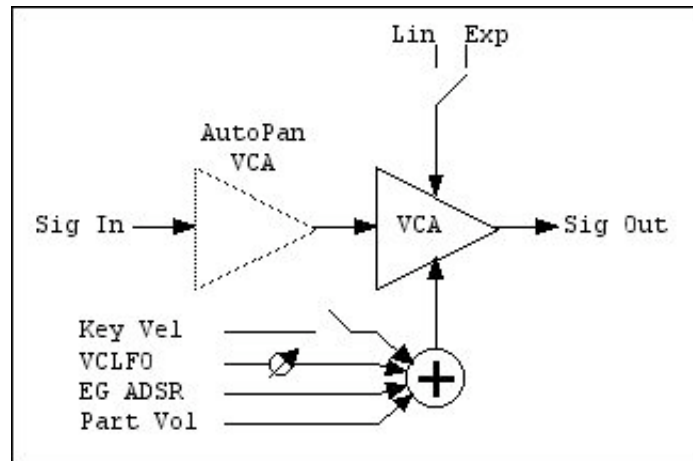 Lin Exp
AutoPan
VCA
Sig In
VCA
Sig Out
Key Vel
VCLFO
EG ADSR
Part Vol
+